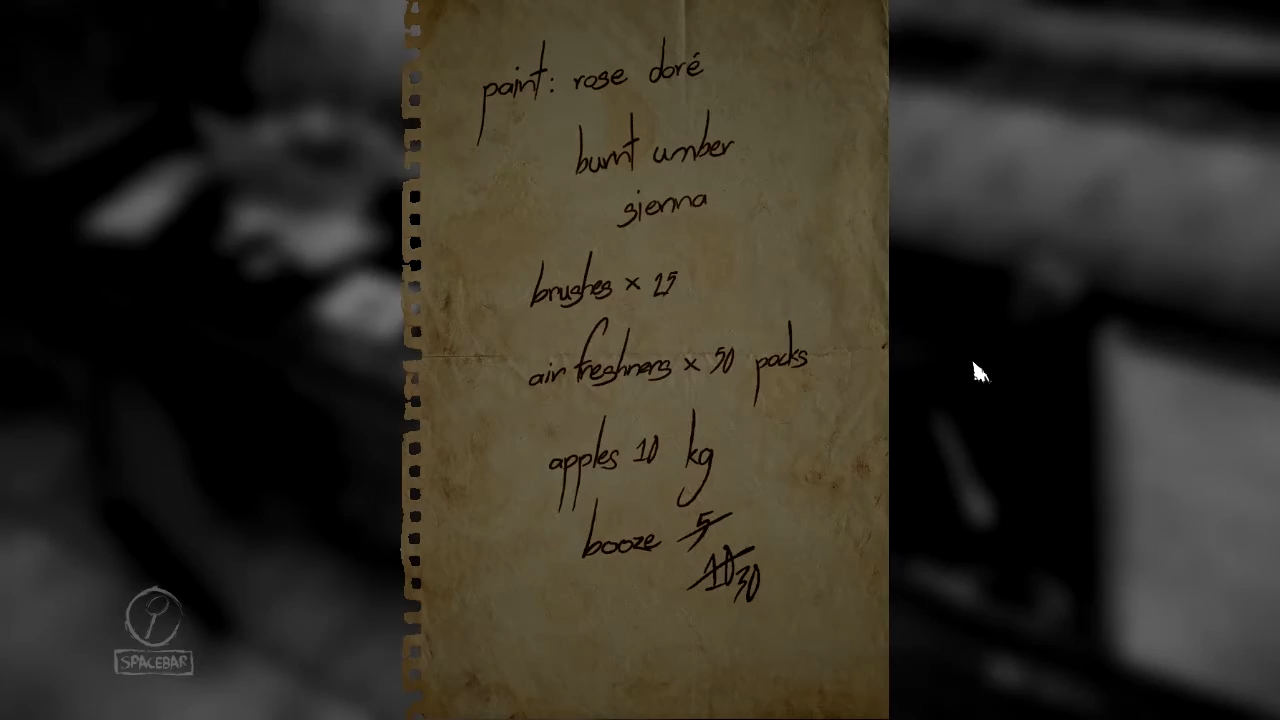 paint: rose doré
burnt umber
sienna
brushes × 25
air freshners × 50 packs
apples 10 kg
booze 5
10 30
SPACEBAR